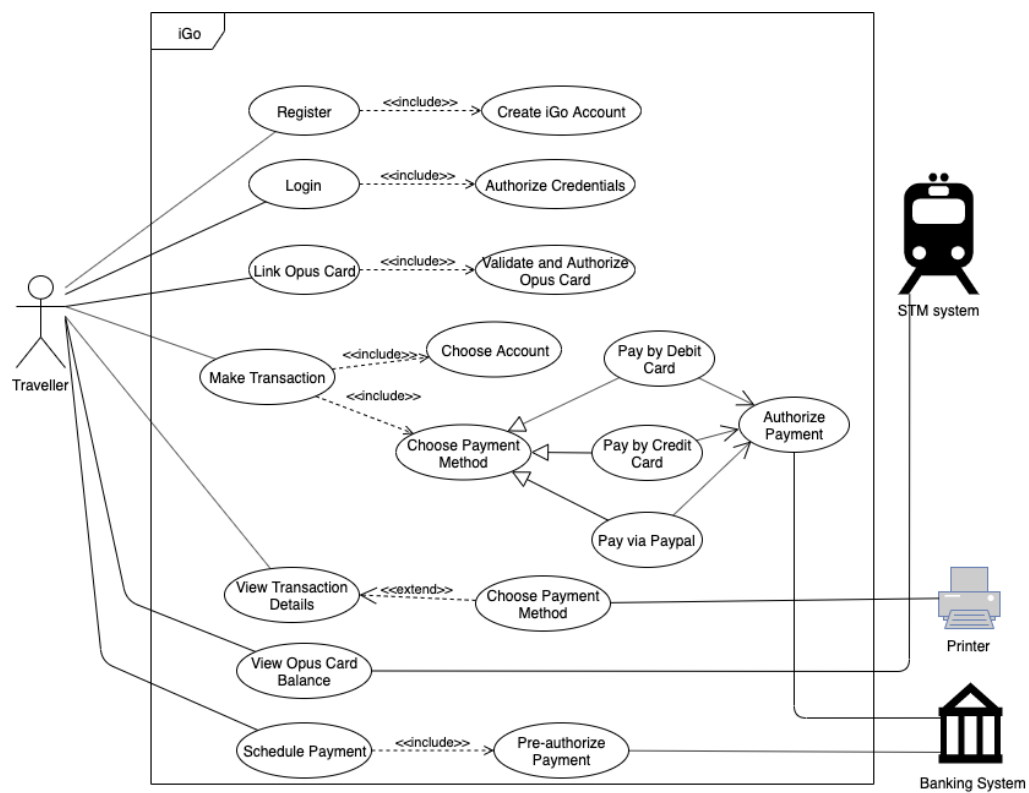 iGo
Register
<<include>>
Create iGo Account
Login
<<include>>
Authorize Credentials
Link Opus Card
<<include>>
Validate and Authorize
Opus Card
STM system
Traveller
Make Transaction
<<include>>
Choose Account
<<include>>
Choose Payment
Method
Pay by Debit
Card
Pay by Credit
Card
Pay via Paypal
Authorize
Payment
View Transaction
Details
<<extend>>
Choose Payment
Method
Printer
View Opus Card
Balance
Schedule Payment
<<include>>
Pre-authorize
Payment
Banking System